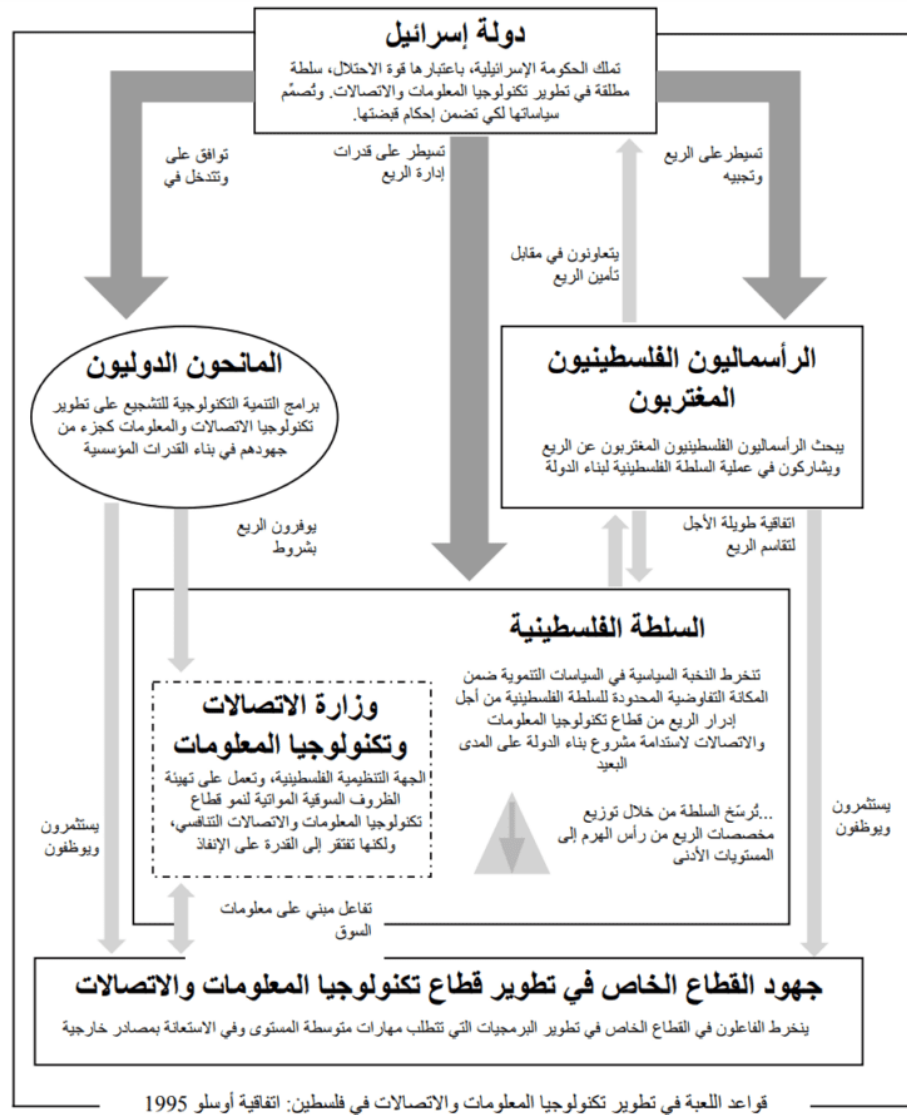 دولة إسرائيل
تملك الحكومة الإسرائيلية، باعتبارها قوة الاحتلال، سلطة
مطلقة في تطوير تكنولوجيا المعلومات والاتصالات. وتُصمَّم
سياساتها لكي تضمن إحكام قبضتها.
تسيطر على الريع
وتجبيه
تسيطر على قدرات
إدارة الريع
توافق على
وتتدخل في
يتعاونون في مقابل
تأمين الريع
الرأسماليون الفلسطينيون
المغتربون
يبحث الرأسماليون الفلسطينيون المغتربون عن الريع
ويشاركون في عملية السلطة الفلسطينية لبناء الدولة
المانحون الدوليون
برامج التنمية التكنولوجية للتشجيع على تطوير
تكنولوجيا الاتصالات والمعلومات كجزء من
جهودهم في بناء القدرات المؤسسية
اتفاقية طويلة الأجل
لتقاسم الريع
يوفرون الريع
بشروط
السلطة الفلسطينية
تنخرط النخبة السياسية في السياسات التنموية ضمن
المكانة التفاوضية المحدودة للسلطة الفلسطينية من أجل
إدرار الريع من قطاع تكنولوجيا المعلومات
والاتصالات لاستدامة مشروع بناء الدولة على المدى
البعيد
...تُرسّخ السلطة من خلال توزيع
مخصصات الريع من رأس الهرم إلى
المستويات الأدنى
وزارة الاتصالات
وتكنولوجيا المعلومات
الجهة التنظيمية الفلسطينية، وتعمل على تهيئة
الظروف السوقية المواتية لنمو قطاع
تكنولوجيا المعلومات والاتصالات التنافسي،
ولكنها تفتقر إلى القدرة على الإنفاذ
يستثمرون
ويوظفون
يستثمرون
ويوظفون
تفاعل مبني على معلومات
السوق
جهود القطاع الخاص في تطوير قطاع تكنولوجيا المعلومات والاتصالات
ينخرط الفاعلون في القطاع الخاص في تطوير البرمجيات التي تتطلب مهارات متوسطة المستوى وفي الاستعانة بمصادر خارجية
قواعد اللعبة في تطوير تكنولوجيا المعلومات والاتصالات في فلسطين: اتفاقية أوسلو 1995